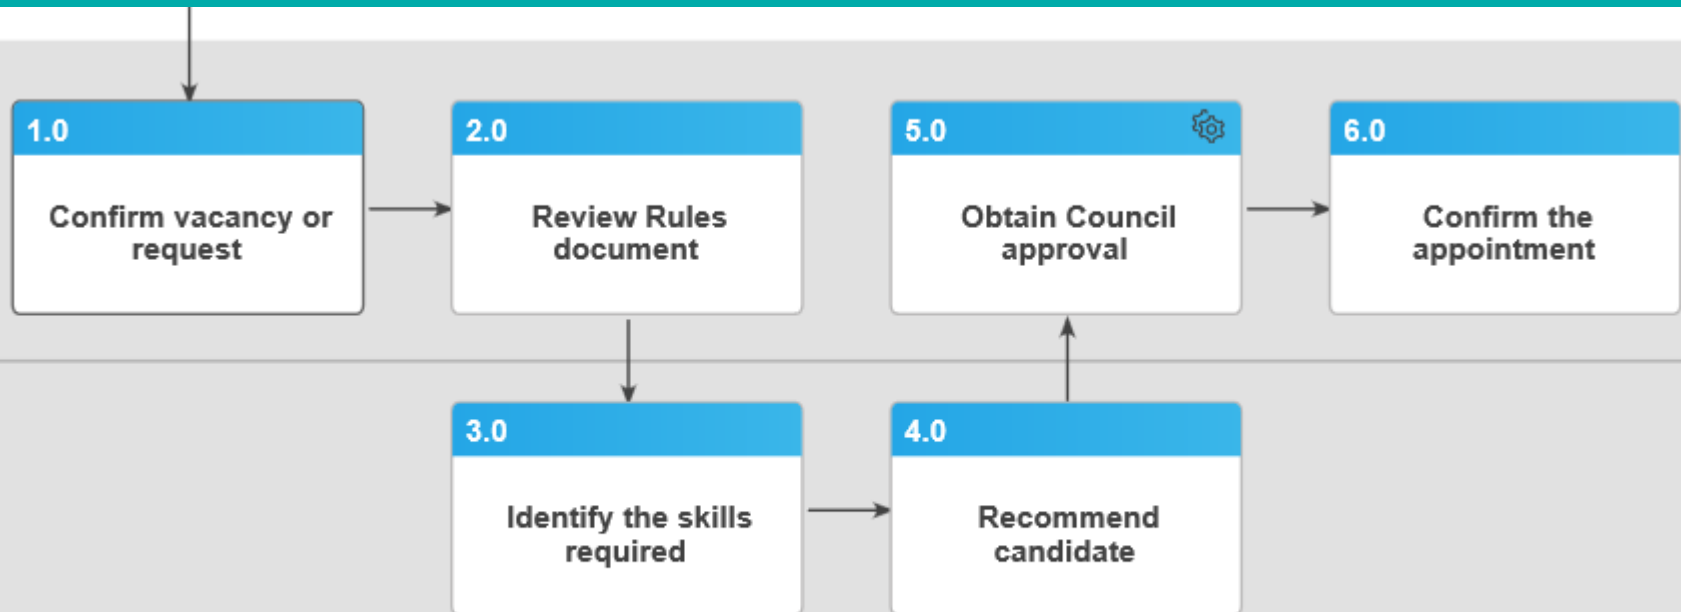 1.0
Confirm vacancy or
request
2.0
Review Rules
document
5.0
Obtain Council
approval
6.0
Confirm the
appointment
3.0
Identify the skills
required
4.0
Recommend
candidate